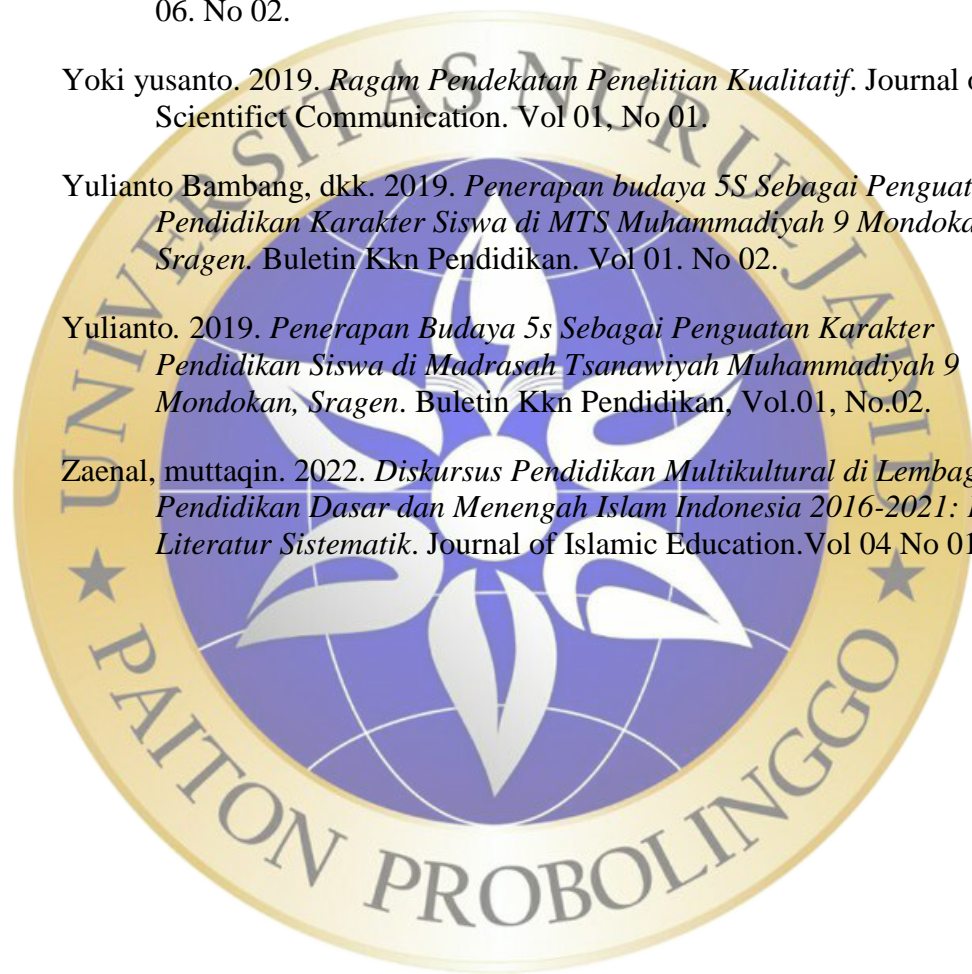 06. No 02.
Yoki yusanto. 2019. Ragam Pendekatan Penelitian Kualitatif. Journal
Scientifict Communication. Vol 01, No 01.
Yulianto Bambang, dkk. 2019. Penerapan budaya 5S Sebagai Penguat
Pendidikan Karakter Siswa di MTS Muhammadiyah 9 Mondoka
Sragen. Buletin Kkn Pendidikan. Vol 01. No 02.
Yulianto. 2019. Penerapan Budaya 5s Sebagai Penguatan Karakter
Pendidikan Siswa di Madrasah Tsanawiyah Muhammadiyah 9
Mondokan, Sragen. Buletin Kkn Pendidikan, Vol.01, No.02.
Zaenal, muttaqin. 2022. Diskursus Pendidikan Multikultural di Lembag
Pendidikan Dasar dan Menengah Islam Indonesia 2016-2021:
Literatur Sistematik. Journal of Islamic Education.Vol 04 No 01
UNIVERSITAS NURUL JADID
PAITON PROBOLINGGO